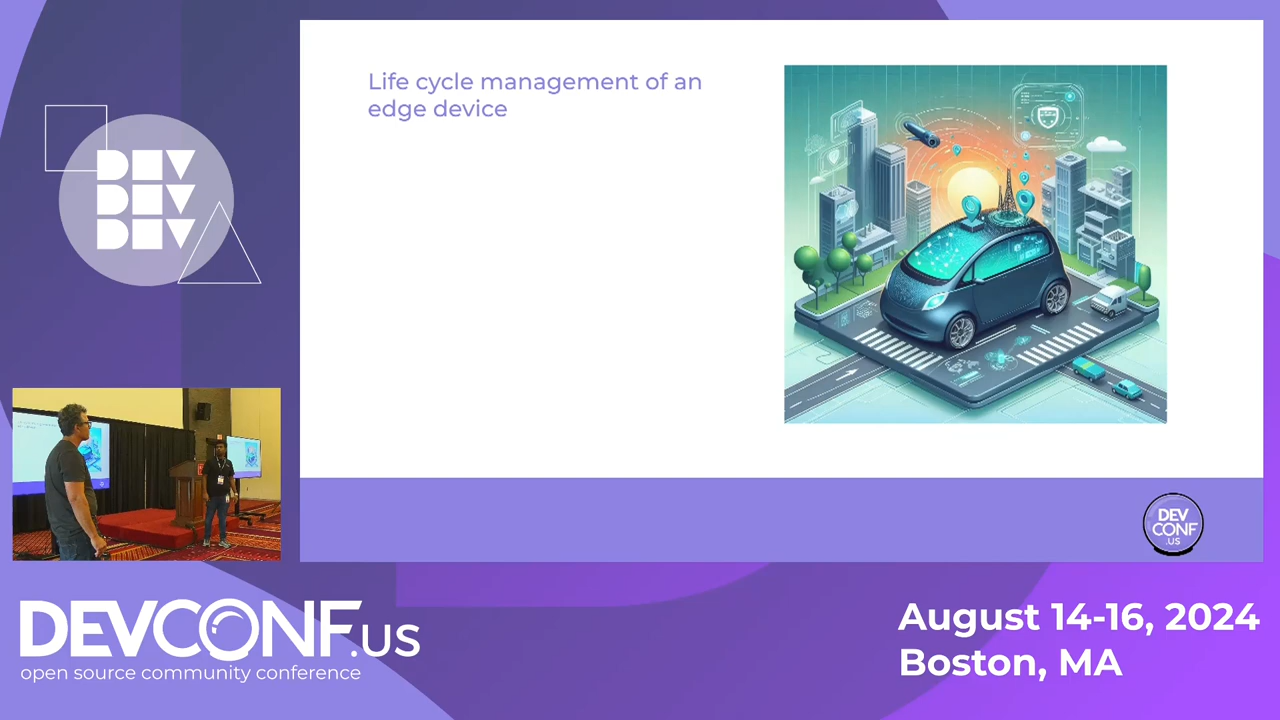 Life cycle management of an
edge device
DEV
DEV
DEV
DEV
CONF
.US
DEVCONF.us
open source community conference
August 14-16, 2024
Boston, MA